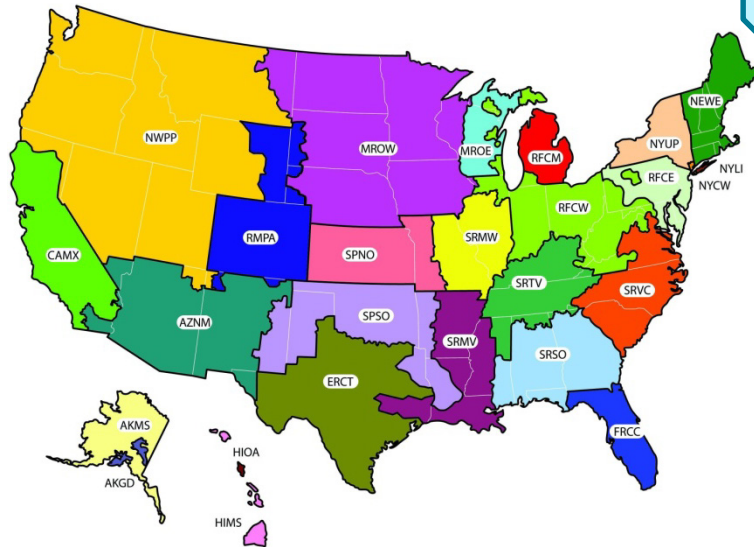 NEWE
NYUP
NWPP
MROW
MROE
RFCM
NYLI
RFCE
NYCW
RFCW
RMPA
SRMW
CAMX
SPNO
SRTV
SRVC
AZNM
SPSO
SRMV
SRSO
ERCT
AKMS
FRCC
HIOA
AKGD
HIMS